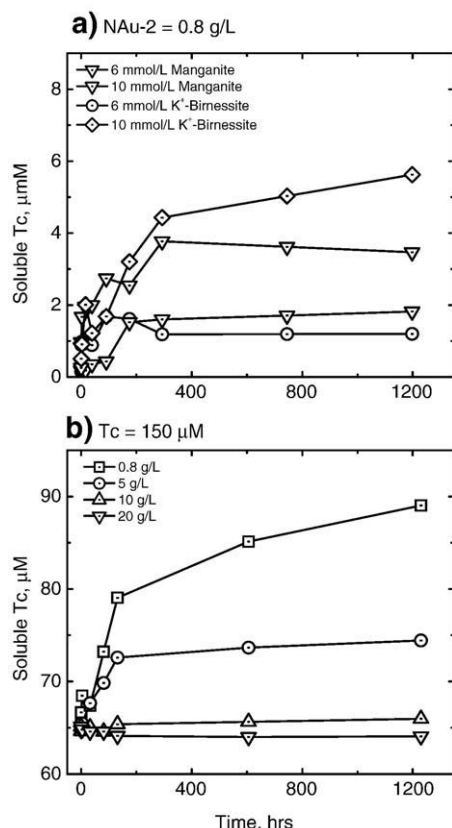 a) NAu-2 = 0.8 g/L
8
6 mmol/L Manganite
10 mmol/L Manganite
6 mmol/L K⁺-Birnessite
10 mmol/L K⁺-Birnessite
6
4
2
0
Soluble Tc, µmM
0 400 800 1200
b) Tc = 150 µM
0.8 g/L
5 g/L
10 g/L
20 g/L
90
80
70
60
Soluble Tc, µM
0 400 800 1200
Time, hrs